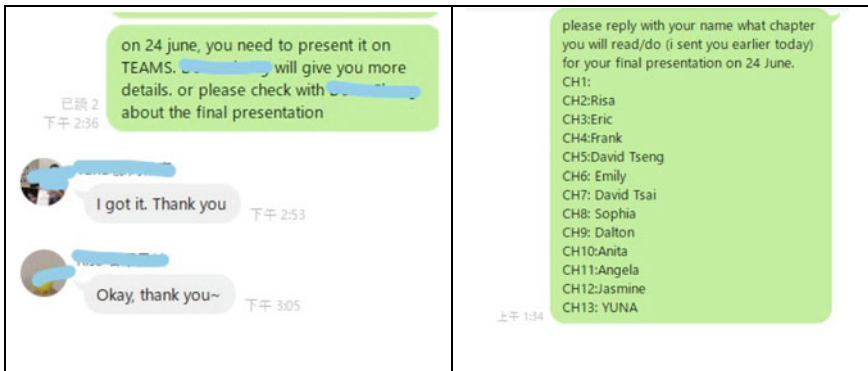 on 24 june, you need to present it on
TEAMS. will give you more
details. or please check with
about the final presentation
已讀 2
下午 2:36
I got it. Thank you
下午 2:53
Okay, thank you~
下午 3:05
please reply with your name what chapter
you will read/do (i sent you earlier today)
for your final presentation on 24 June.
CH1:
CH2:Risa
CH3:Eric
CH4:Frank
CH5:David Tseng
CH6: Emily
CH7: David Tsai
CH8: Sophia
CH9: Dalton
CH10:Anita
CH11:Angela
CH12:Jasmine
CH13: YUNA
上午 1:34